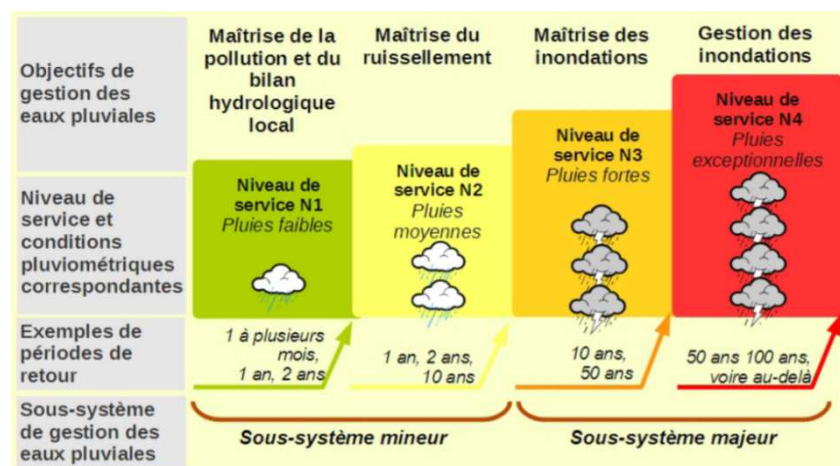 Objectifs de
gestion des
eaux pluviales
Maîtrise de la
pollution et du
bilan
hydrologique
local
Maîtrise du
ruissellement
Maîtrise des
inondations
Gestion des
inondations
Niveau de
service et
conditions
pluviométriques
correspondantes
Niveau de
service N1
Pluies faibles
Niveau de
service N2
Pluies
moyennes
Niveau de
service N3
Pluies fortes
Niveau de
service N4
Pluies
exceptionnelles
Exemples de
périodes de
retour
1 à plusieurs
mois,
1 an, 2 ans
1 an, 2 ans,
10 ans
10 ans,
50 ans
50 ans 100 ans,
voire au-delà
Sous-système
de gestion des
eaux pluviales
Sous-système mineur
Sous-système majeur